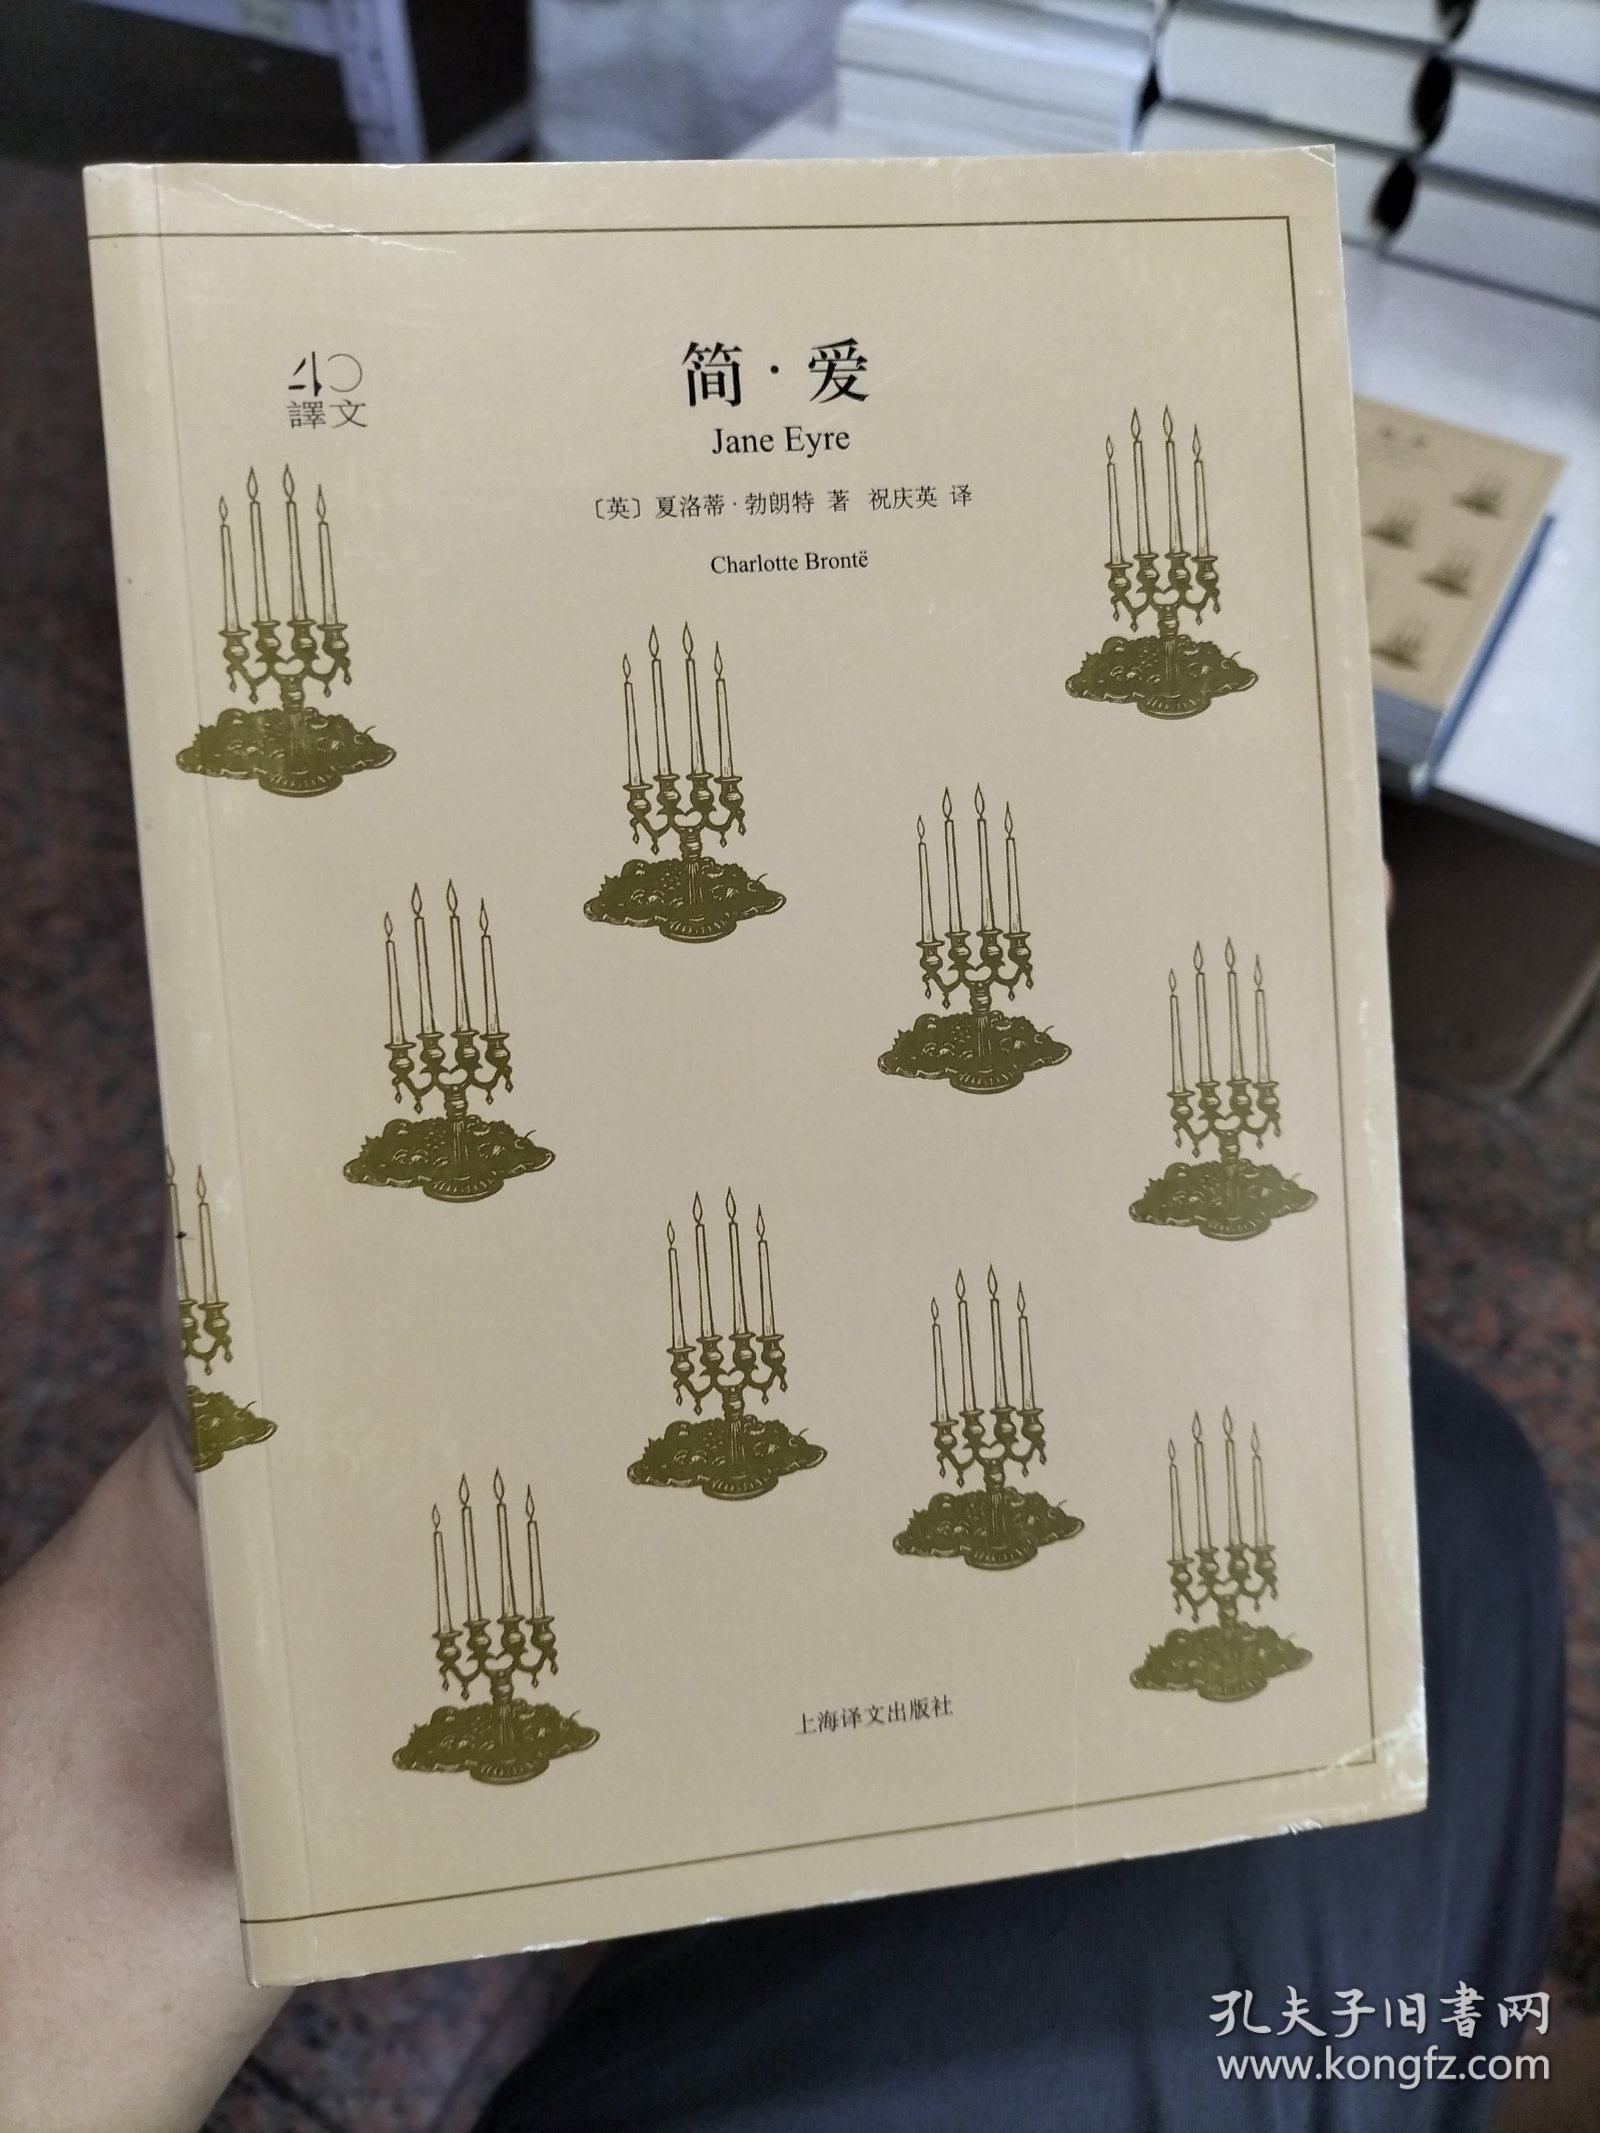 40
譯文
简·爱
Jane Eyre
〔英〕夏洛蒂·勃朗特 著 祝庆英 译
Charlotte Brontë
上海译文出版社
孔夫子旧书网
www.kongfz.com